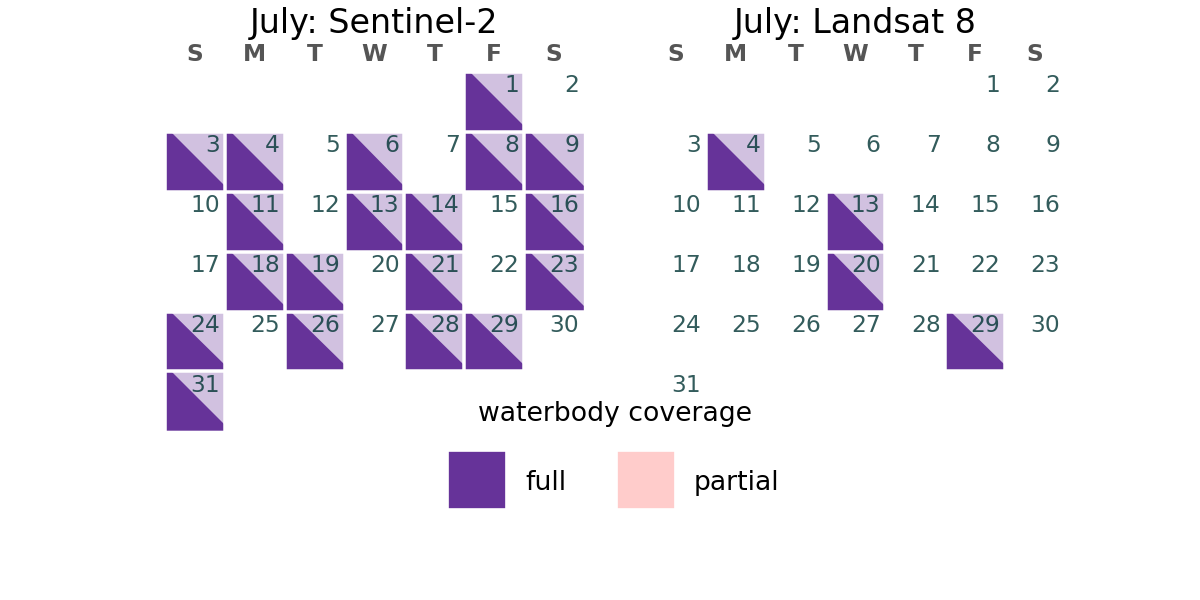 July: Sentinel-2
S M T W T F S
1 2
3 4 5 6 7 8 9
10 11 12 13 14 15 16
17 18 19 20 21 22 23
24 25 26 27 28 29 30
31
July: Landsat 8
S M T W T F S
1 2
3 4 5 6 7 8 9
10 11 12 13 14 15 16
17 18 19 20 21 22 23
24 25 26 27 28 29 30
31
waterbody coverage
full partial